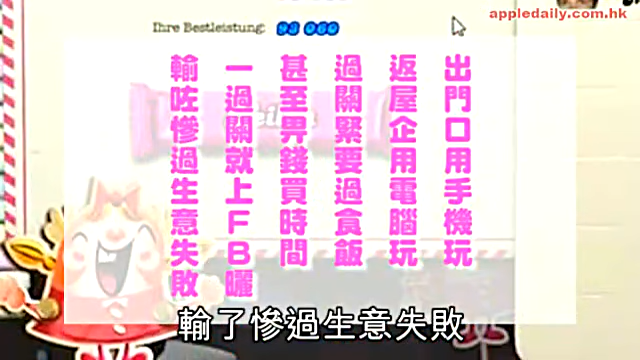 appledaily.com.hk
Ihre Bestleistung: 93 060
出門口用手機玩
返屋企用電腦玩
過關緊要過食飯
甚至畀錢買時間
一過關就上FB曬
輸咗慘過生意失敗
輸了慘過生意失敗